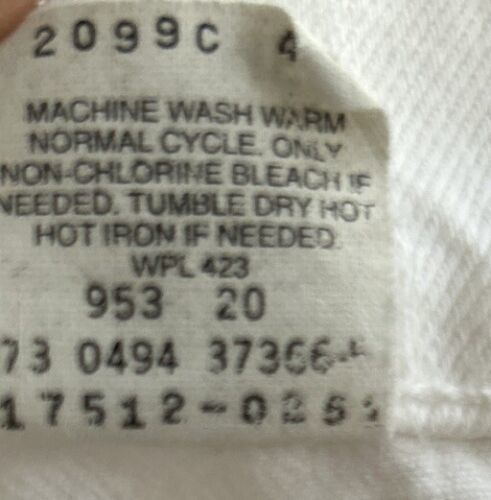 2099C 4
MACHINE WASH WARM
NORMAL CYCLE. ONLY
NON-CHLORINE BLEACH IF
NEEDED. TUMBLE DRY HOT
HOT IRON IF NEEDED.
WPL 423
953 20
73 0494
17512-026